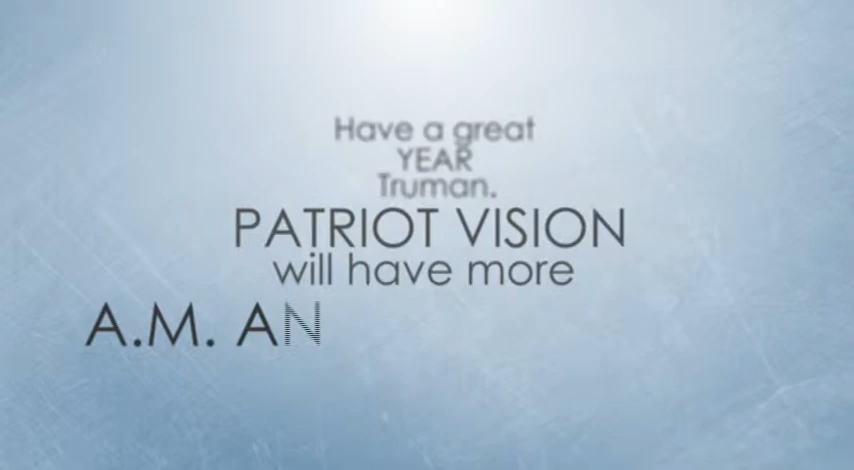 Have a great
YEAR
Truman.
PATRIOT VISION
will have more
A.M. AN